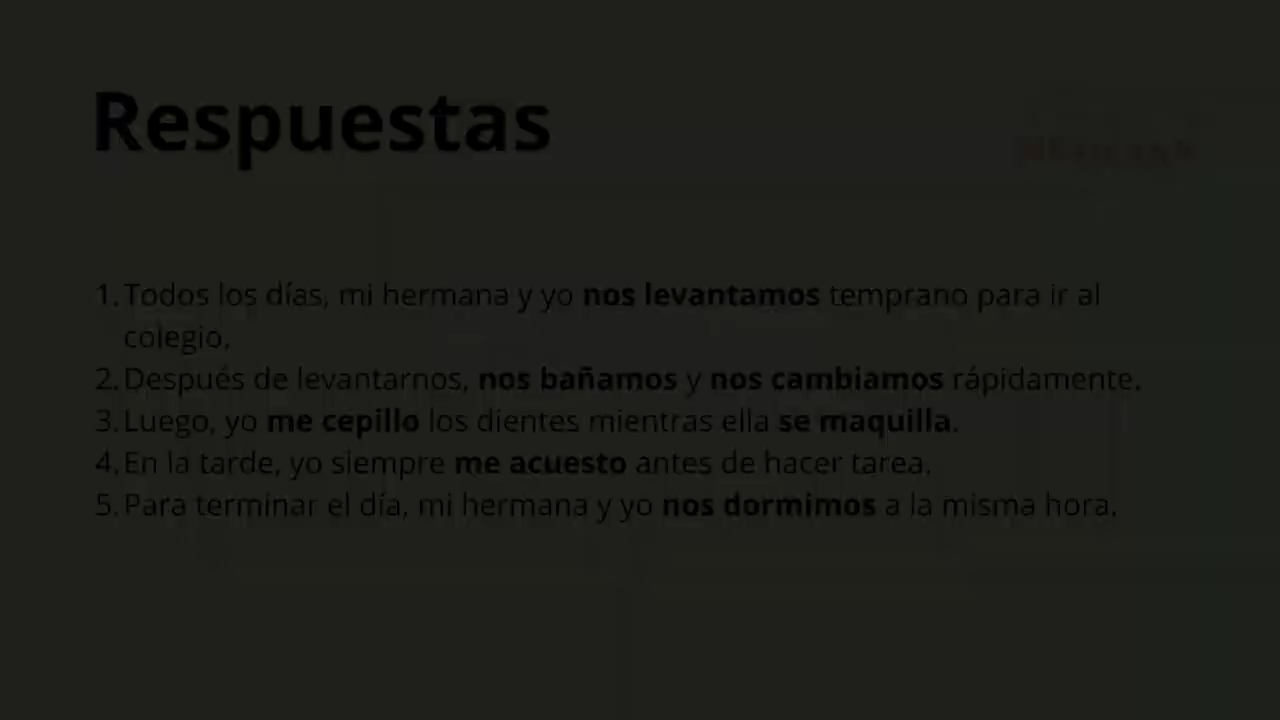 Respuestas
1. Todos los días, mi hermana y yo nos levantamos temprano para ir al
colegio.
2. Después de levantarnos, nos bañamos y nos cambiamos rápidamente.
3. Luego, yo me cepillo los dientes mientras ella se maquilla.
4. En la tarde, yo siempre me acuesto antes de hacer tarea.
5. Para terminar el día, mi hermana y yo nos dormimos a la misma hora.